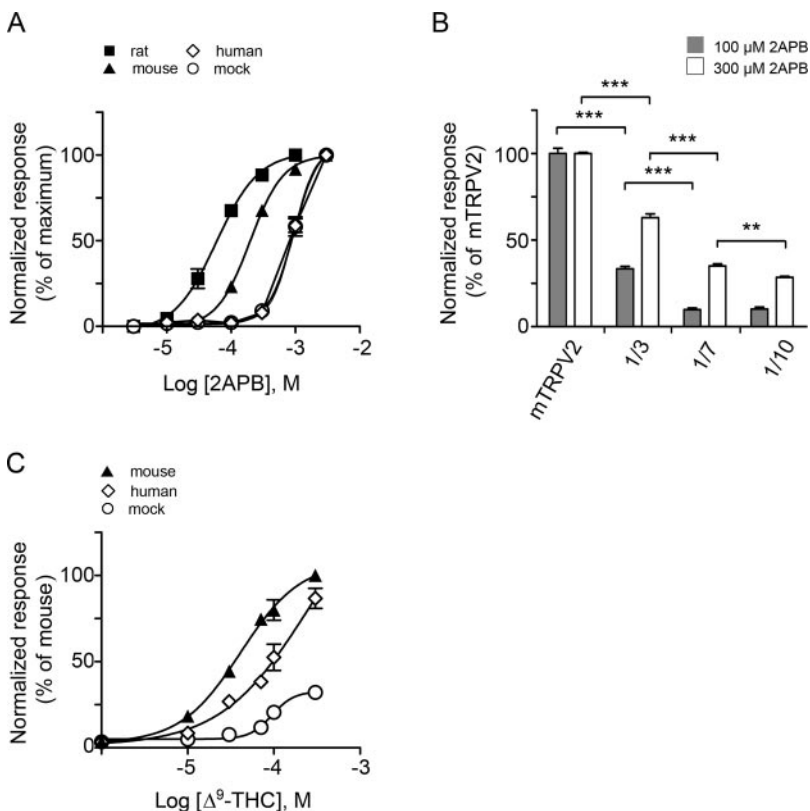 A
rat
human
mouse
mock
Normalized response
(% of maximum)
100
50
0
-5
-4
-3
-2
Log [2APB], M
B
100 µM 2APB
300 µM 2APB
***
***
***
***
**
Normalized response
(% of mTRPV2)
100
50
0
mTRPV2
1/3
1/7
1/10
C
mouse
human
mock
Normalized response
(% of mouse)
100
50
0
-5
-4
-3
Log [Δ⁹-THC], M